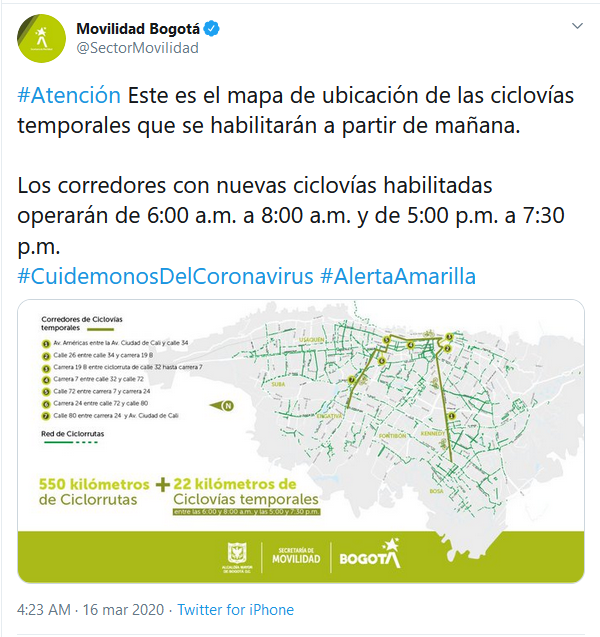 Movilidad Bogotá
@SectorMovilidad
#Atención Este es el mapa de ubicación de las ciclovías
temporales que se habilitarán a partir de mañana.
Los corredores con nuevas ciclovías habilitadas
operarán de 6:00 a.m. a 8:00 a.m. y de 5:00 p.m. a 7:30
p.m.
#CuidemonosDelCoronavirus #AlertaAmarilla
Corredores de Ciclovías
temporales
1 Av. Américas entre la Av. Ciudad de Cali y calle 34
2 Calle 26 entre calle 34 y carrera 19 B
3 Carrera 19 B entre ciclorruta de calle 32 hasta carrera 7
4 Carrera 7 entre calle 32 y calle 72
5 Calle 72 entre carrera 7 y carrera 24
6 Carrera 24 entre calle 72 y calle 80
7 Calle 80 entre carrera 24 y Av. Ciudad de Cali
Red de Ciclorrutas
N
USAQUÉN
SUBA
ENGATIVÁ
FONTIBÓN
KENNEDY
BOSA
550 kilómetros
de Ciclorrutas
+
22 kilómetros de
Ciclovías temporales
entre las 6:00 y 8:00 a.m. y las 5:00 y 7:30 p.m.
ALCALDÍA MAYOR
DE BOGOTÁ D.C.
SECRETARÍA DE
MOVILIDAD
BOGOTÁ
4:23 AM · 16 mar 2020 · Twitter for iPhone